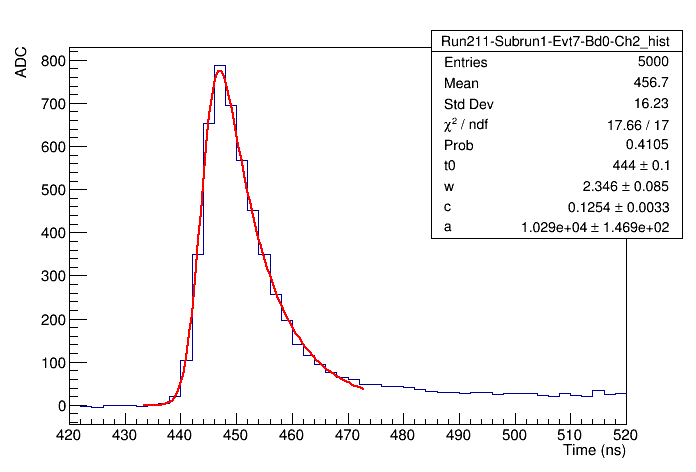 Run211-Subrun1-Evt7-Bd0-Ch2_hist
Entries 5000
Mean 456.7
Std Dev 16.23
χ² / ndf 17.66 / 17
Prob 0.4105
t0 444 ± 0.1
w 2.346 ± 0.085
c 0.1254 ± 0.0033
a 1.029e+04 ± 1.469e+02
ADC
800
700
600
500
400
300
200
100
0
420 430 440 450 460 470 480 490 500 510 520
Time (ns)